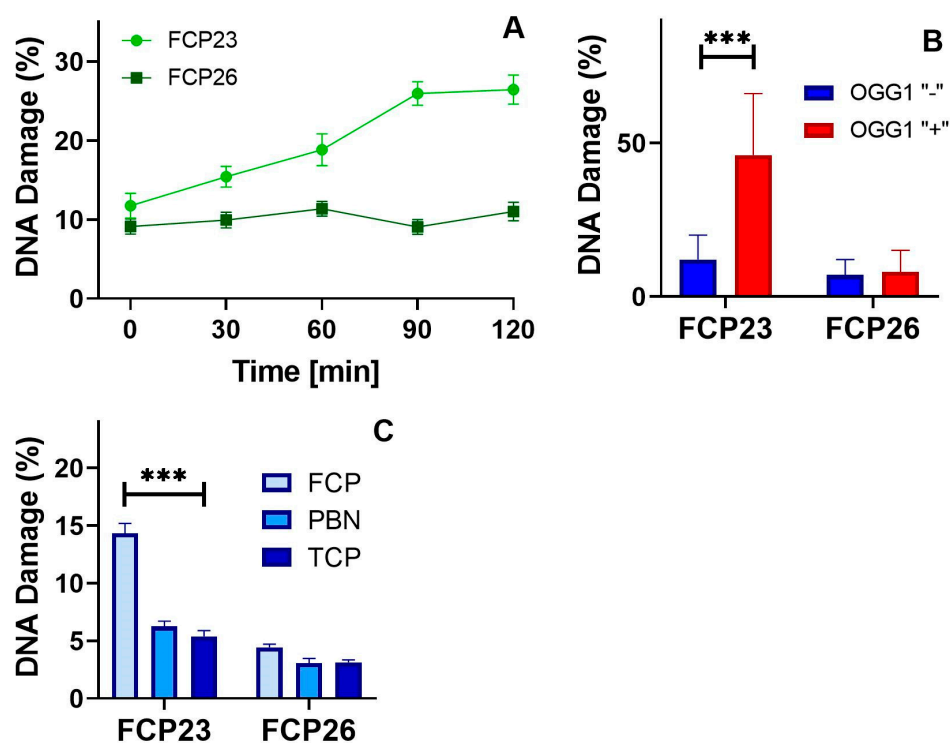 A
FCP23
FCP26
DNA Damage (%)
30
20
10
0
0 30 60 90 120
Time [min]
B
***
OGG1 "-"
OGG1 "+"
DNA Damage (%)
50
0
FCP23 FCP26
C
***
FCP
PBN
TCP
DNA Damage (%)
20
15
10
5
0
FCP23 FCP26